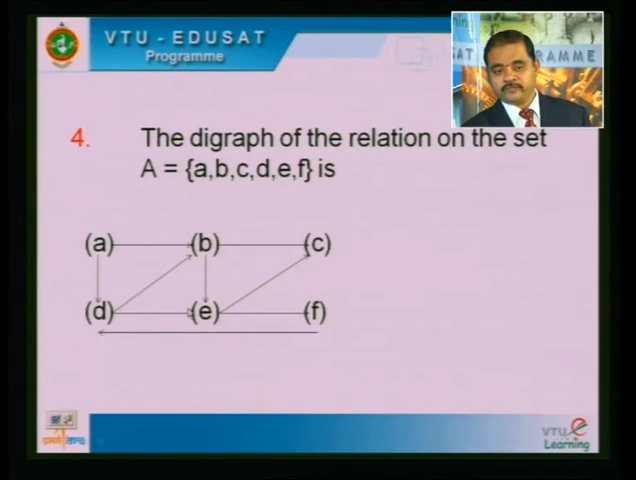 VTU - EDUSAT
Programme
4. The digraph of the relation on the set
A = {a,b,c,d,e,f} is
(a) (b) (c)
(d) (e) (f)
VTU e
Learning